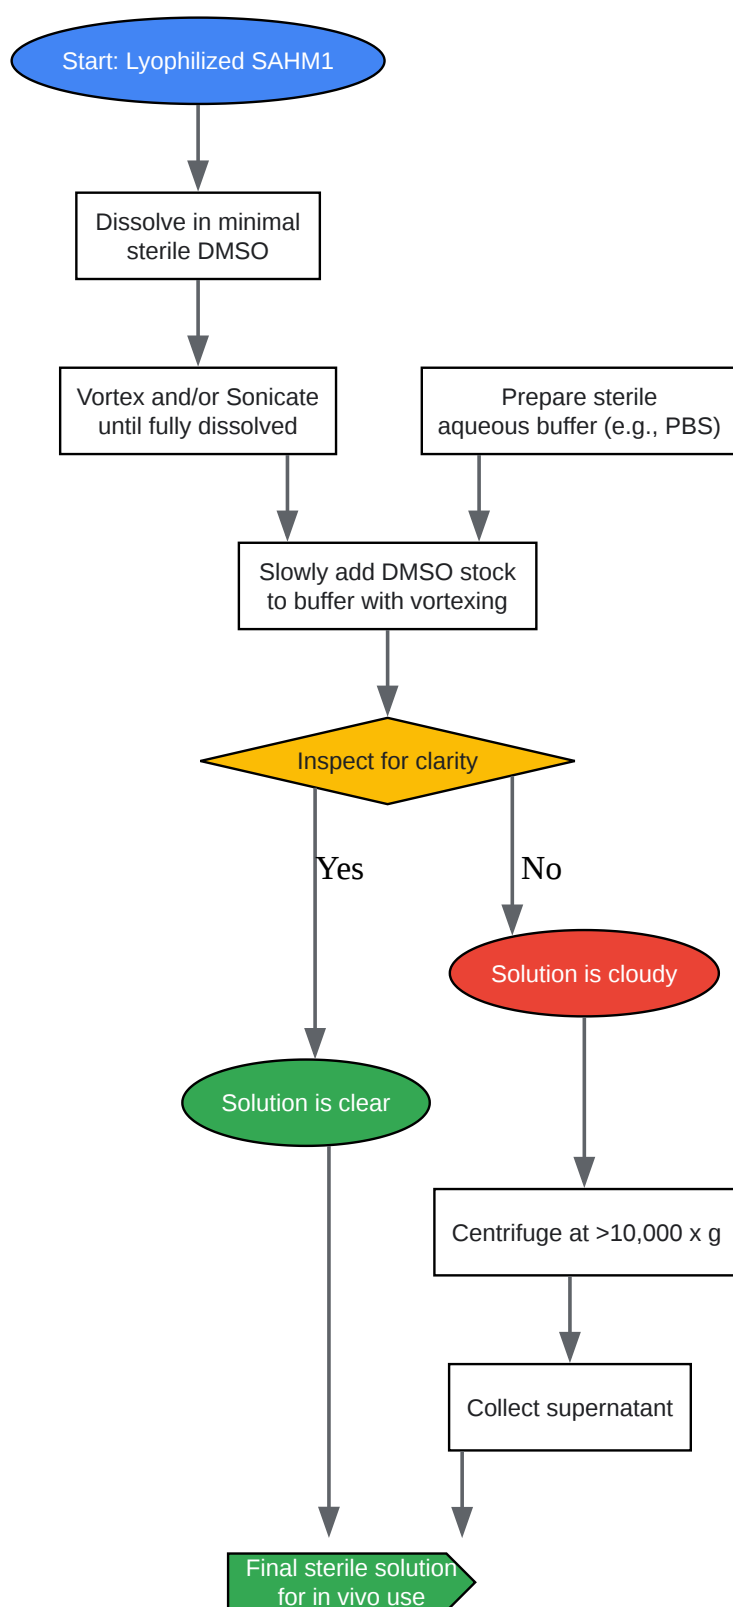 Start: Lyophilized SAHM1
Dissolve in minimal
sterile DMSO
Vortex and/or Sonicate
until fully dissolved
Prepare sterile
aqueous buffer (e.g., PBS)
Slowly add DMSO stock
to buffer with vortexing
Inspect for clarity
Yes
No
Solution is cloudy
Solution is clear
Centrifuge at >10,000 x g
Collect supernatant
Final sterile solution
for in vivo use